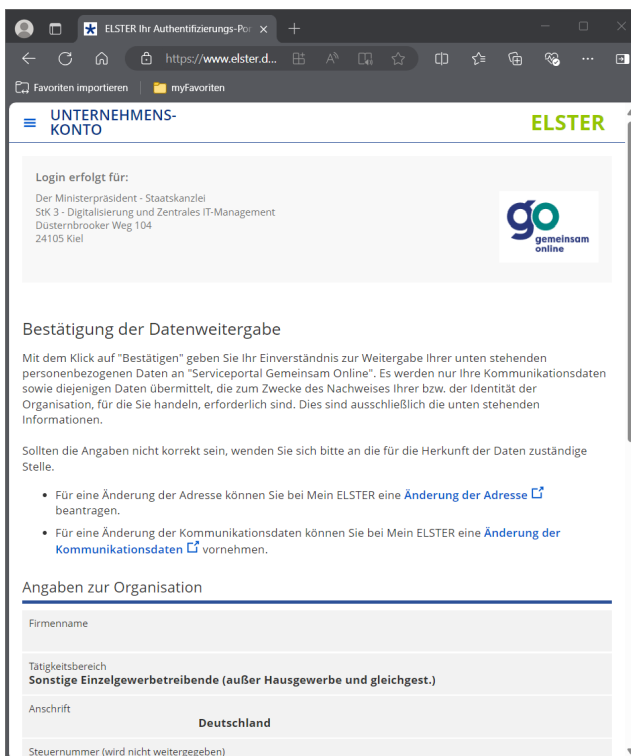 ELSTER Ihr Authentifizierungs-Por
https://www.elster.d...
Favoriten importieren
myFavoriten
UNTERNEHMENS-
KONTO
ELSTER
Login erfolgt für:
Der Ministerpräsident - Staatskanzlei
StK 3 - Digitalisierung und Zentrales IT-Management
Düsternbrooker Weg 104
24105 Kiel
go
gemeinsam
online
Bestätigung der Datenweitergabe
Mit dem Klick auf "Bestätigen" geben Sie Ihr Einverständnis zur Weitergabe Ihrer unten stehenden
personenbezogenen Daten an "Serviceportal Gemeinsam Online". Es werden nur Ihre Kommunikationsdaten
sowie diejenigen Daten übermittelt, die zum Zwecke des Nachweises Ihrer bzw. der Identität der
Organisation, für die Sie handeln, erforderlich sind. Dies sind ausschließlich die unten stehenden
Informationen.
Sollten die Angaben nicht korrekt sein, wenden Sie sich bitte an die für die Herkunft der Daten zuständige
Stelle.
• Für eine Änderung der Adresse können Sie bei Mein ELSTER eine Änderung der Adresse
beantragen.
• Für eine Änderung der Kommunikationsdaten können Sie bei Mein ELSTER eine Änderung der
Kommunikationsdaten vornehmen.
Angaben zur Organisation
Firmenname
Tätigkeitsbereich
Sonstige Einzelgewerbetreibende (außer Hausgewerbe und gleichgest.)
Anschrift
Deutschland
Steuernummer (wird nicht weitergegeben)